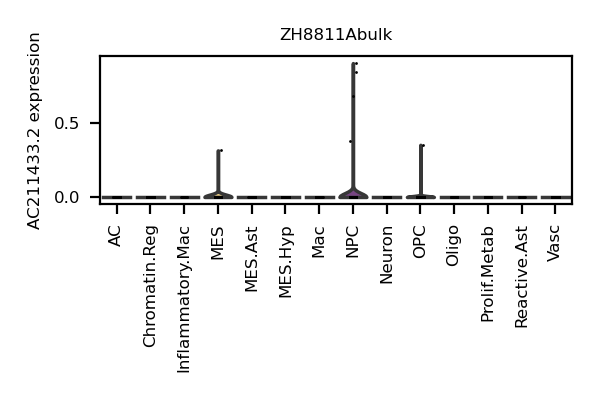 ZH8811Abulk
AC211433.2 expression
0.5
0.0
AC
Chromatin.Reg
Inflammatory.Mac
MES
MES.Ast
MES.Hyp
Mac
NPC
Neuron
OPC
Oligo
Prolif.Metab
Reactive.Ast
Vasc